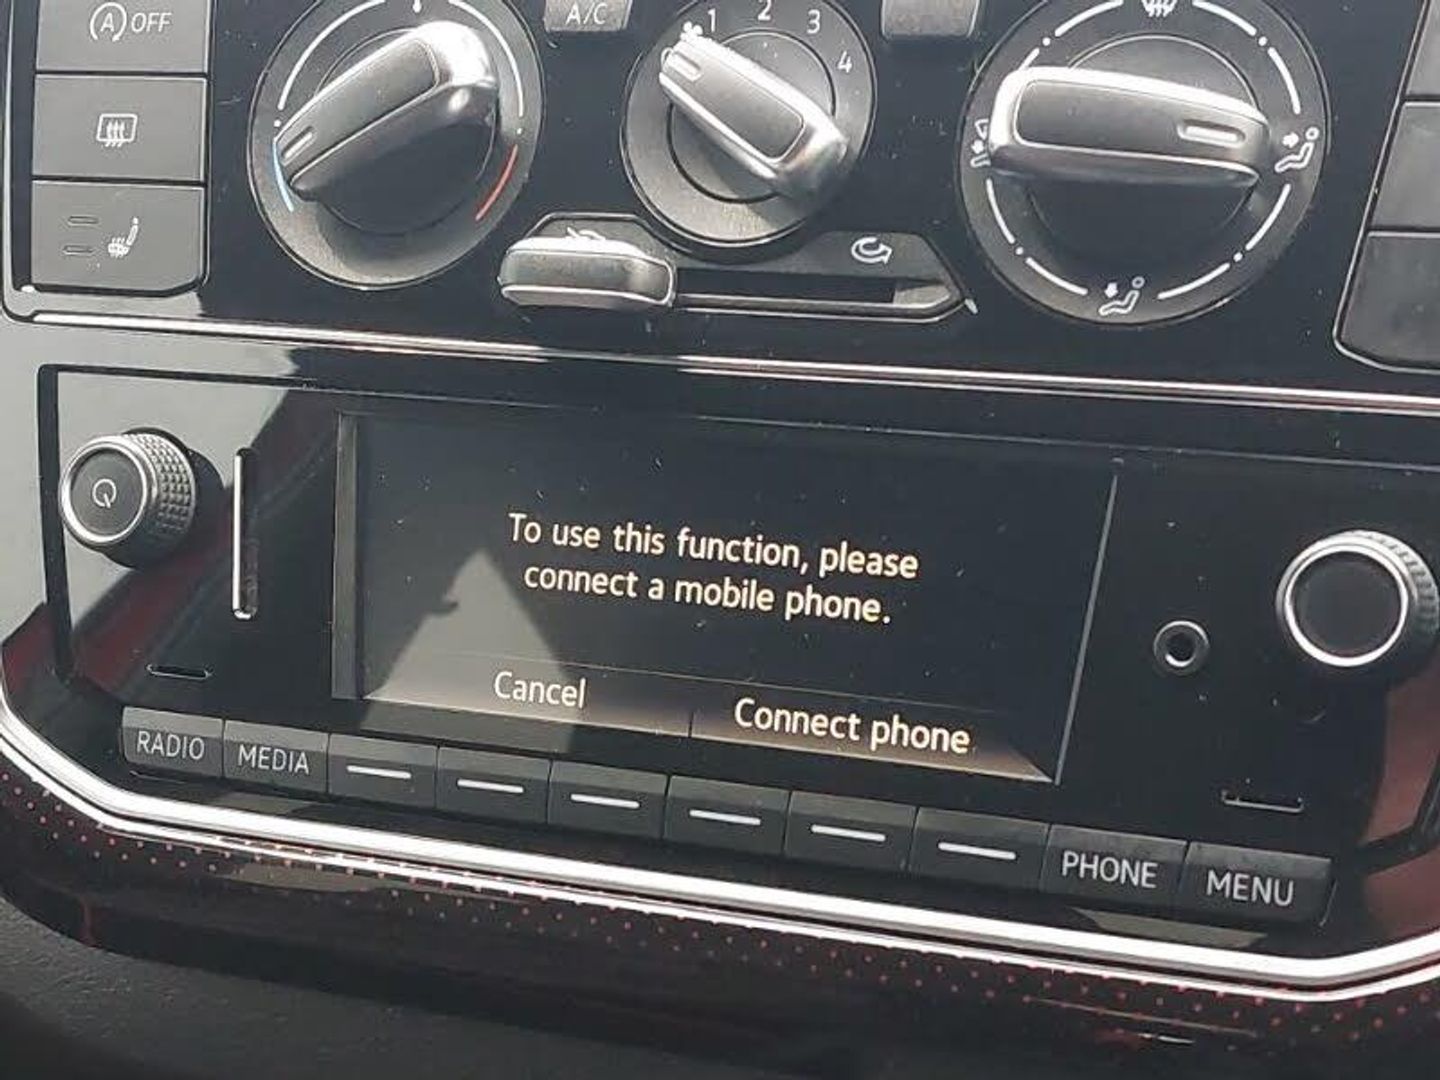 A OFF
A/C
1 2 3 4
To use this function, please
connect a mobile phone.
Cancel
Connect phone
RADIO
MEDIA
PHONE
MENU